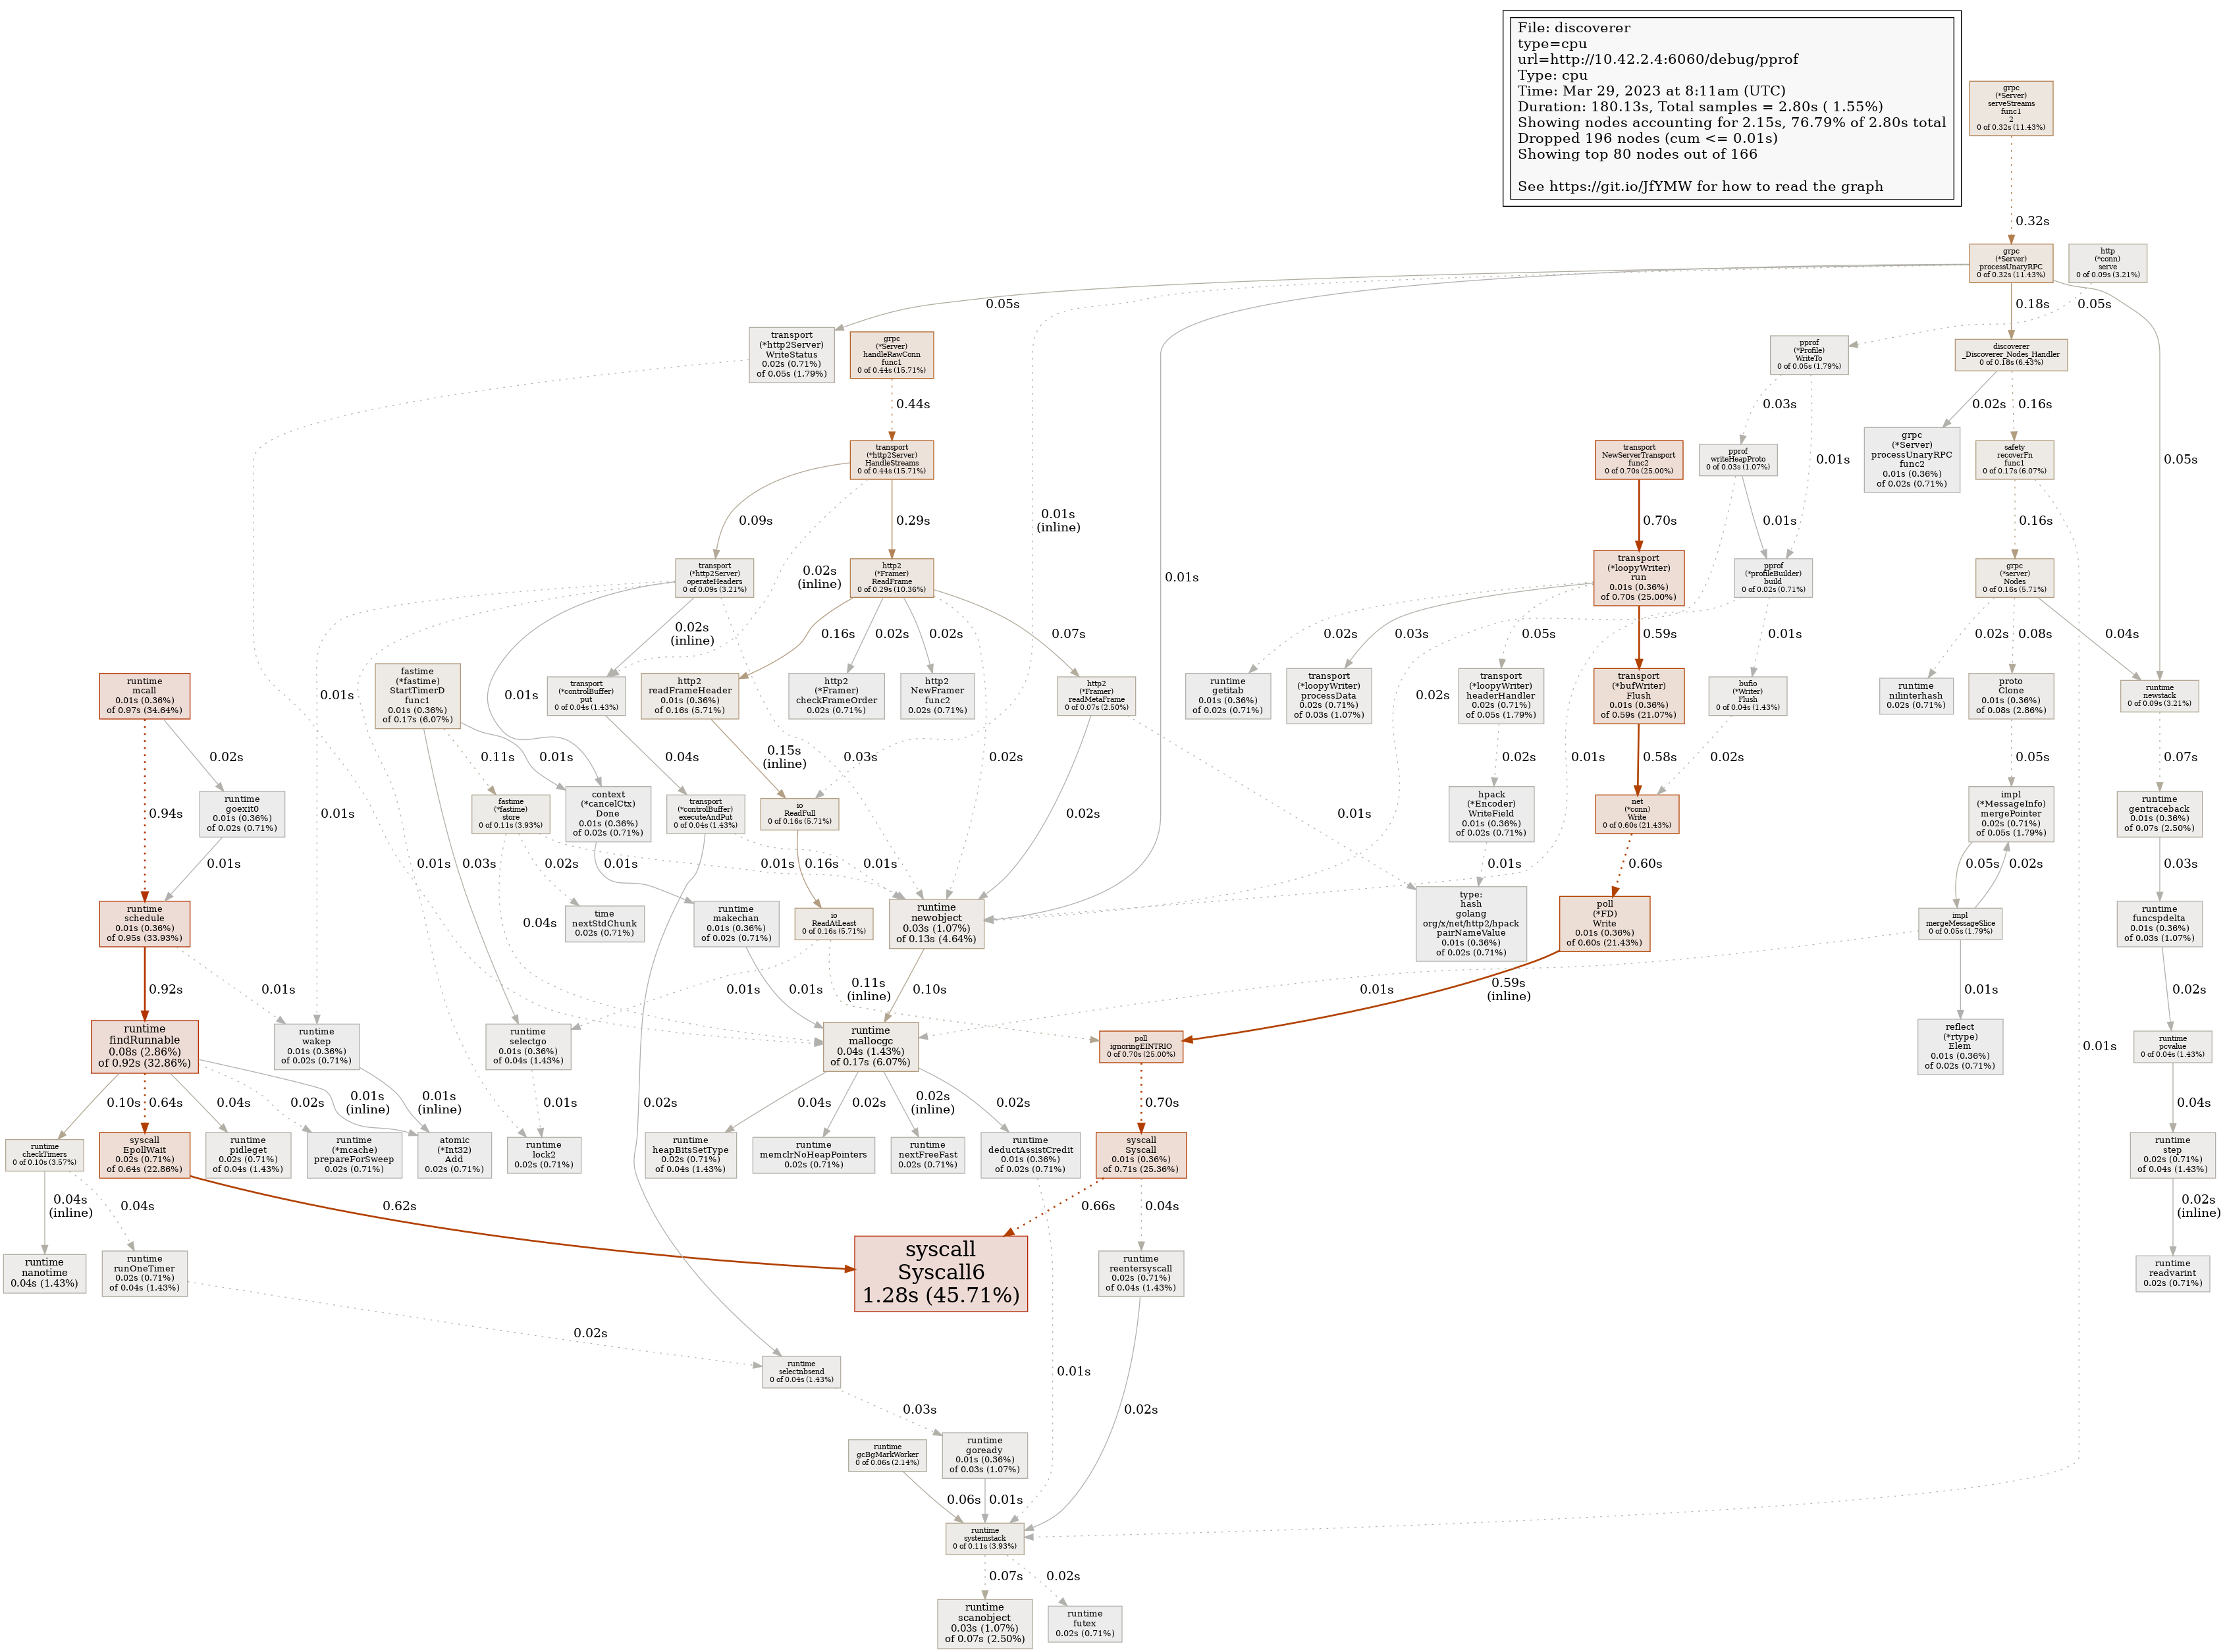 File: discoverer
type=cpu
url=http://10.42.2.4:6060/debug/pprof
Type: cpu
Time: Mar 29, 2023 at 8:11am (UTC)
Duration: 180.13s, Total samples = 2.80s ( 1.55%)
Showing nodes accounting for 2.15s, 76.79% of 2.80s total
Dropped 196 nodes (cum <= 0.01s)
Showing top 80 nodes out of 166
See https://git.io/JfYMW for how to read the graph
grpc
(*Server)
serveStreams
func1
2
0 of 0.32s (11.43%)
0.32s
grpc
(*Server)
processUnaryRPC
0 of 0.32s (11.43%)
http
(*conn)
serve
0 of 0.09s (3.21%)
0.05s
0.18s
0.05s
transport
(*http2Server)
WriteStatus
0.02s (0.71%)
of 0.05s (1.79%)
grpc
(*Server)
handleRawConn
func1
0 of 0.44s (15.71%)
pprof
(*Profile)
WriteTo
0 of 0.05s (1.79%)
discoverer
_Discoverer_Nodes_Handler
0 of 0.18s (6.43%)
0.44s
0.03s
0.02s
0.16s
transport
(*http2Server)
HandleStreams
0 of 0.44s (15.71%)
transport
NewServerTransport
func2
0 of 0.70s (25.00%)
pprof
writeHeapProto
0 of 0.03s (1.07%)
0.01s
grpc
(*Server)
processUnaryRPC
func2
0.01s (0.36%)
of 0.02s (0.71%)
safety
recoverFn
func1
0 of 0.17s (6.07%)
0.05s
0.09s
0.29s
0.01s
(inline)
0.70s
0.01s
0.16s
transport
(*http2Server)
operateHeaders
0 of 0.09s (3.21%)
0.02s
(inline)
http2
(*Framer)
ReadFrame
0 of 0.29s (10.36%)
0.01s
transport
(*loopyWriter)
run
0.01s (0.36%)
of 0.70s (25.00%)
pprof
(*profileBuilder)
build
0 of 0.02s (0.71%)
grpc
(*server)
Nodes
0 of 0.16s (5.71%)
0.02s
(inline)
0.16s
0.02s
0.02s
0.07s
0.02s
0.03s
0.05s
0.59s
0.01s
0.02s
0.08s
0.04s
runtime
mcall
0.01s (0.36%)
of 0.97s (34.64%)
fastime
(*fastime)
StartTimerD
func1
0.01s (0.36%)
of 0.17s (6.07%)
0.01s
0.01s
transport
(*controlBuffer)
put
0 of 0.04s (1.43%)
http2
readFrameHeader
0.01s (0.36%)
of 0.16s (5.71%)
http2
(*Framer)
checkFrameOrder
0.02s (0.71%)
http2
NewFramer
func2
0.02s (0.71%)
http2
(*Framer)
readMetaFrame
0 of 0.07s (2.50%)
runtime
getitab
0.01s (0.36%)
of 0.02s (0.71%)
transport
(*loopyWriter)
processData
0.02s (0.71%)
of 0.03s (1.07%)
0.02s
transport
(*loopyWriter)
headerHandler
0.02s (0.71%)
of 0.05s (1.79%)
transport
(*bufWriter)
Flush
0.01s (0.36%)
of 0.59s (21.07%)
bufio
(*Writer)
Flush
0 of 0.04s (1.43%)
runtime
nilinterhash
0.02s (0.71%)
proto
Clone
0.01s (0.36%)
of 0.08s (2.86%)
runtime
newstack
0 of 0.09s (3.21%)
0.02s
0.11s
0.01s
0.04s
0.15s
(inline)
0.03s
0.02s
0.02s
0.01s
0.58s
0.02s
0.05s
0.07s
0.94s
runtime
goexit0
0.01s (0.36%)
of 0.02s (0.71%)
0.01s
fastime
(*fastime)
store
0 of 0.11s (3.93%)
context
(*cancelCtx)
Done
0.01s (0.36%)
of 0.02s (0.71%)
transport
(*controlBuffer)
executeAndPut
0 of 0.04s (1.43%)
io
ReadFull
0 of 0.16s (5.71%)
0.02s
0.01s
hpack
(*Encoder)
WriteField
0.01s (0.36%)
of 0.02s (0.71%)
net
(*conn)
Write
0 of 0.60s (21.43%)
impl
(*MessageInfo)
mergePointer
0.02s (0.71%)
of 0.05s (1.79%)
runtime
gentraceback
0.01s (0.36%)
of 0.07s (2.50%)
0.01s
0.01s
0.03s
0.02s
0.01s
0.01s
0.16s
0.01s
0.01s
0.60s
0.05s
0.02s
0.03s
runtime
schedule
0.01s (0.36%)
of 0.95s (33.93%)
0.04s
time
nextStdChunk
0.02s (0.71%)
runtime
makechan
0.01s (0.36%)
of 0.02s (0.71%)
io
ReadAtLeast
0 of 0.16s (5.71%)
runtime
newobject
0.03s (1.07%)
of 0.13s (4.64%)
type:
hash
golang
org/x/net/http2/hpack
pairNameValue
0.01s (0.36%)
of 0.02s (0.71%)
poll
(*FD)
Write
0.01s (0.36%)
of 0.60s (21.43%)
impl
mergeMessageSlice
0 of 0.05s (1.79%)
runtime
funcspdelta
0.01s (0.36%)
of 0.03s (1.07%)
0.92s
0.01s
0.01s
0.01s
0.11s
(inline)
0.10s
0.01s
0.59s
(inline)
0.01s
0.02s
runtime
findRunnable
0.08s (2.86%)
of 0.92s (32.86%)
runtime
wakep
0.01s (0.36%)
of 0.02s (0.71%)
runtime
selectgo
0.01s (0.36%)
of 0.04s (1.43%)
runtime
mallocgc
0.04s (1.43%)
of 0.17s (6.07%)
poll
ignoringEINTRIO
0 of 0.70s (25.00%)
reflect
(*rtype)
Elem
0.01s (0.36%)
of 0.02s (0.71%)
0.01s
runtime
pcvalue
0 of 0.04s (1.43%)
0.10s
0.64s
0.04s
0.02s
0.01s
(inline)
0.01s
(inline)
0.01s
0.02s
0.04s
0.02s
0.02s
(inline)
0.02s
0.70s
0.04s
runtime
checkTimers
0 of 0.10s (3.57%)
syscall
EpollWait
0.02s (0.71%)
of 0.64s (22.86%)
runtime
pidleget
0.02s (0.71%)
of 0.04s (1.43%)
runtime
(*mcache)
prepareForSweep
0.02s (0.71%)
atomic
(*Int32)
Add
0.02s (0.71%)
runtime
lock2
0.02s (0.71%)
runtime
heapBitsSetType
0.02s (0.71%)
of 0.04s (1.43%)
runtime
memclrNoHeapPointers
0.02s (0.71%)
runtime
nextFreeFast
0.02s (0.71%)
runtime
deductAssistCredit
0.01s (0.36%)
of 0.02s (0.71%)
syscall
Syscall
0.01s (0.36%)
of 0.71s (25.36%)
runtime
step
0.02s (0.71%)
of 0.04s (1.43%)
0.04s
(inline)
0.04s
0.62s
0.66s
0.04s
0.02s
(inline)
runtime
nanotime
0.04s (1.43%)
runtime
runOneTimer
0.02s (0.71%)
of 0.04s (1.43%)
syscall
Syscall6
1.28s (45.71%)
runtime
reentersyscall
0.02s (0.71%)
of 0.04s (1.43%)
runtime
readvarint
0.02s (0.71%)
0.02s
runtime
selectnbsend
0 of 0.04s (1.43%)
0.01s
0.03s
0.02s
runtime
gcBgMarkWorker
0 of 0.06s (2.14%)
runtime
goready
0.01s (0.36%)
of 0.03s (1.07%)
0.06s
0.01s
runtime
systemstack
0 of 0.11s (3.93%)
0.07s
0.02s
runtime
scanobject
0.03s (1.07%)
of 0.07s (2.50%)
runtime
futex
0.02s (0.71%)